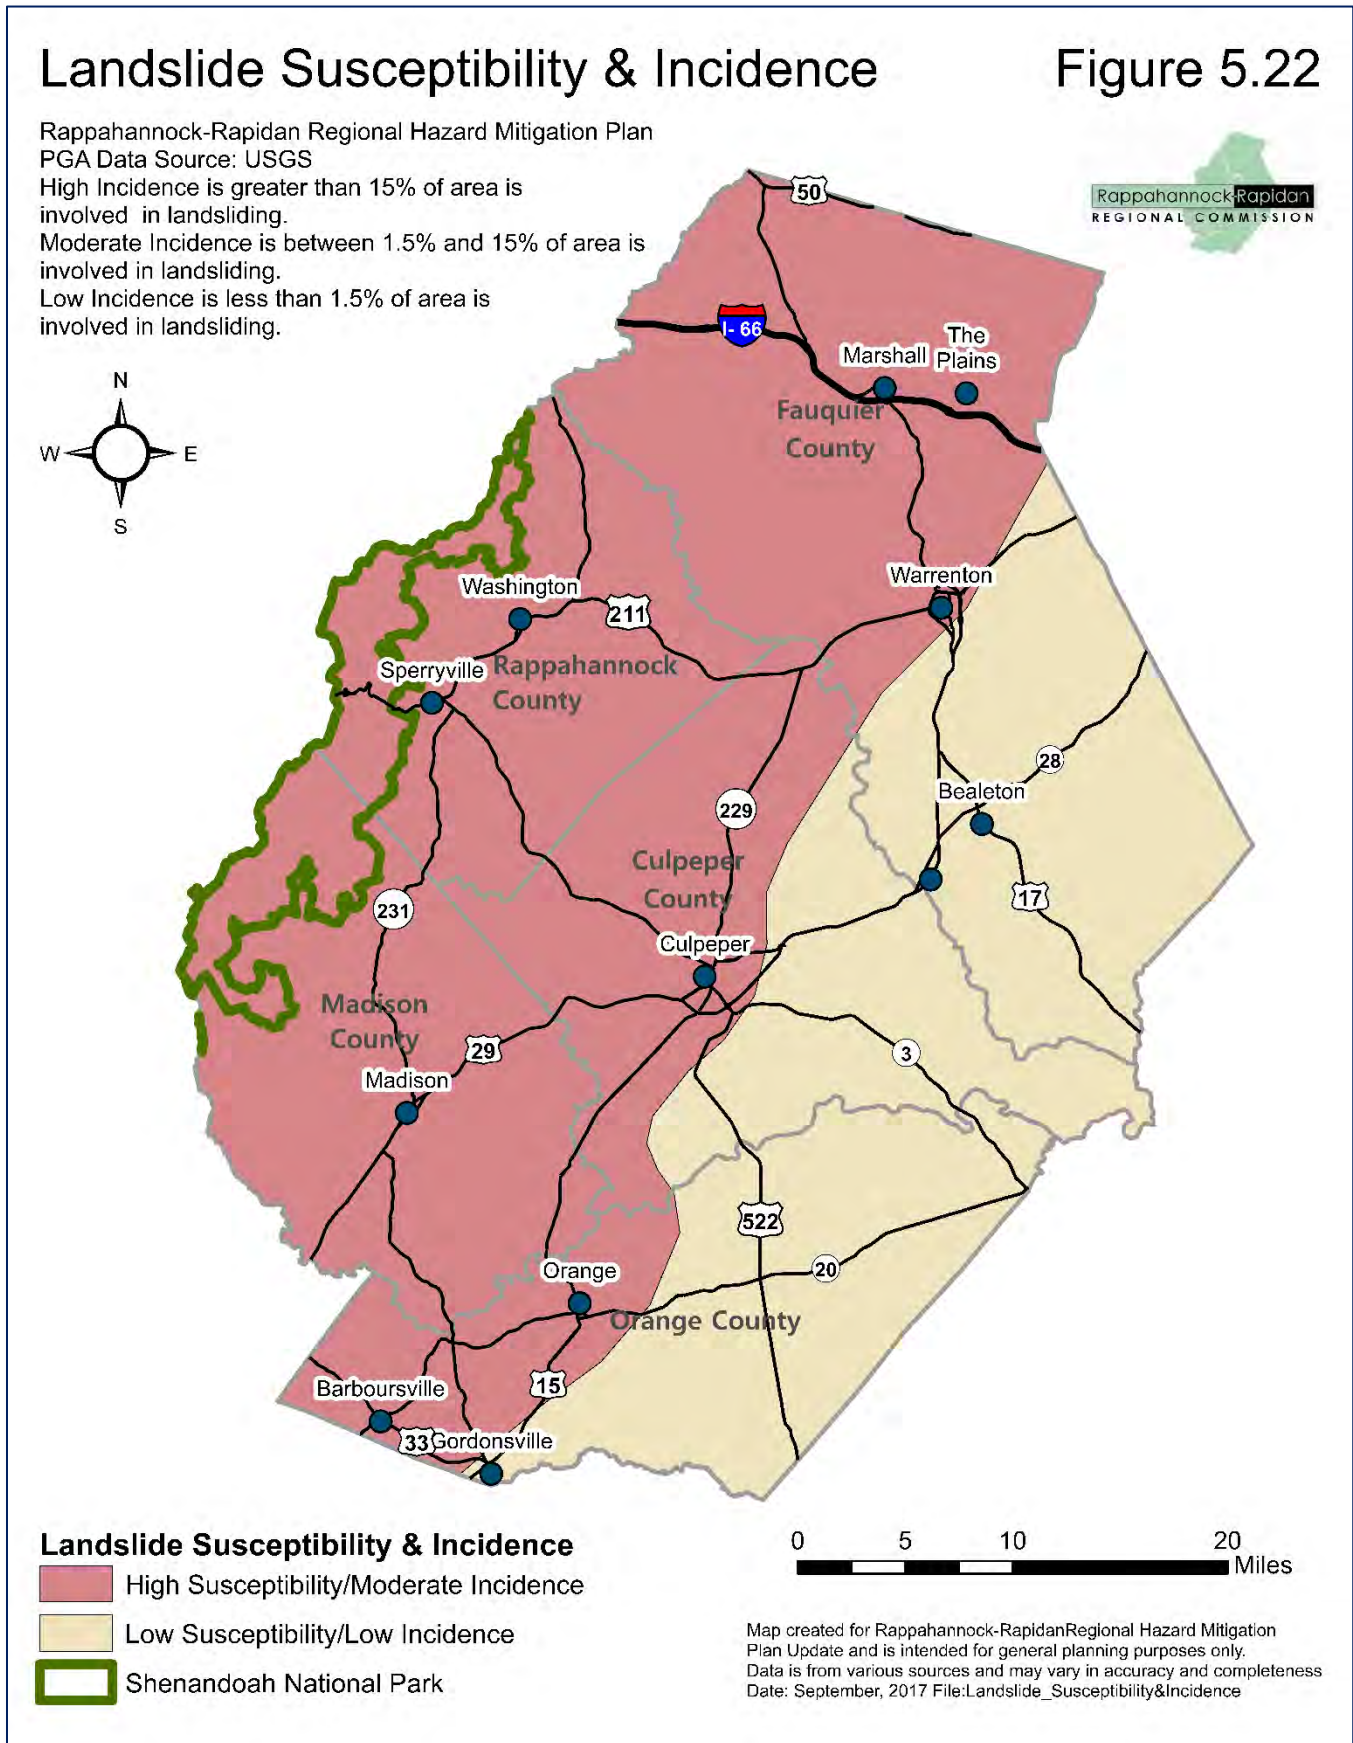 Landslide Susceptibility & Incidence
Figure 5.22
Rappahannock-Rapidan Regional Hazard Mitigation Plan
PGA Data Source: USGS
High Incidence is greater than 15% of area is
involved in landsliding.
Moderate Incidence is between 1.5% and 15% of area is
involved in landsliding.
Low Incidence is less than 1.5% of area is
involved in landsliding.
Rappahannock-Rapidan
REGIONAL COMMISSION
N
W
E
S
50
I- 66
The
Plains
Marshall
Fauquier
County
Warrenton
Washington
211
Sperryville
Rappahannock
County
28
Bealeton
229
Culpeper
County
17
231
Culpeper
Madison
County
29
3
Madison
522
20
Orange
Orange County
15
Barboursville
33
Gordonsville
Landslide Susceptibility & Incidence
High Susceptibility/Moderate Incidence
Low Susceptibility/Low Incidence
Shenandoah National Park
0 5 10 20
Miles
Map created for Rappahannock-RapidanRegional Hazard Mitigation
Plan Update and is intended for general planning purposes only.
Data is from various sources and may vary in accuracy and completeness
Date: September, 2017 File:Landslide_Susceptibility&Incidence